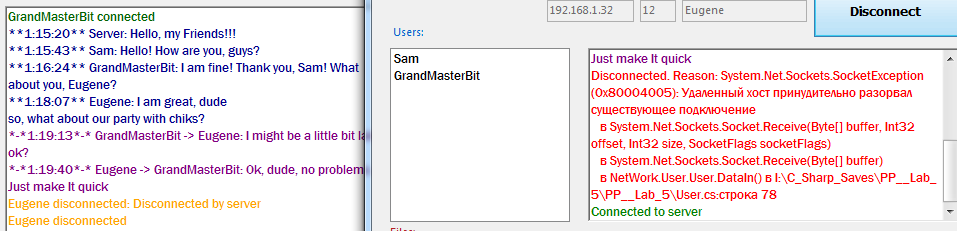 GrandMasterBit connected
**1:15:20** Server: Hello, my Friends!!!
**1:15:43** Sam: Hello! How are you, guys?
**1:16:24** GrandMasterBit: I am fine! Thank you, Sam! What
about you, Eugene?
**1:18:07** Eugene: I am great, dude
so, what about our party with chiks?
*-*1:19:13*-* GrandMasterBit -> Eugene: I might be a little bit la
ok?
*-*1:19:40*-* Eugene -> GrandMasterBit: Ok, dude, no problem
Just make It quick
Eugene disconnected: Disconnected by server
Eugene disconnected
192.168.1.32
12
Eugene
Disconnect
Users:
Sam
GrandMasterBit
Just make It quick
Disconnected. Reason: System.Net.Sockets.SocketException
(0x80004005): Удаленный хост принудительно разорвал
существующее подключение
в System.Net.Sockets.Socket.Receive(Byte[] buffer, Int32
offset, Int32 size, SocketFlags socketFlags)
в System.Net.Sockets.Socket.Receive(Byte[] buffer)
в NetWork.User.User.DataIn() в I:\C_Sharp_Saves\PP__Lab_
5\PP__Lab_5\User.cs:строка 78
Connected to server
Files: